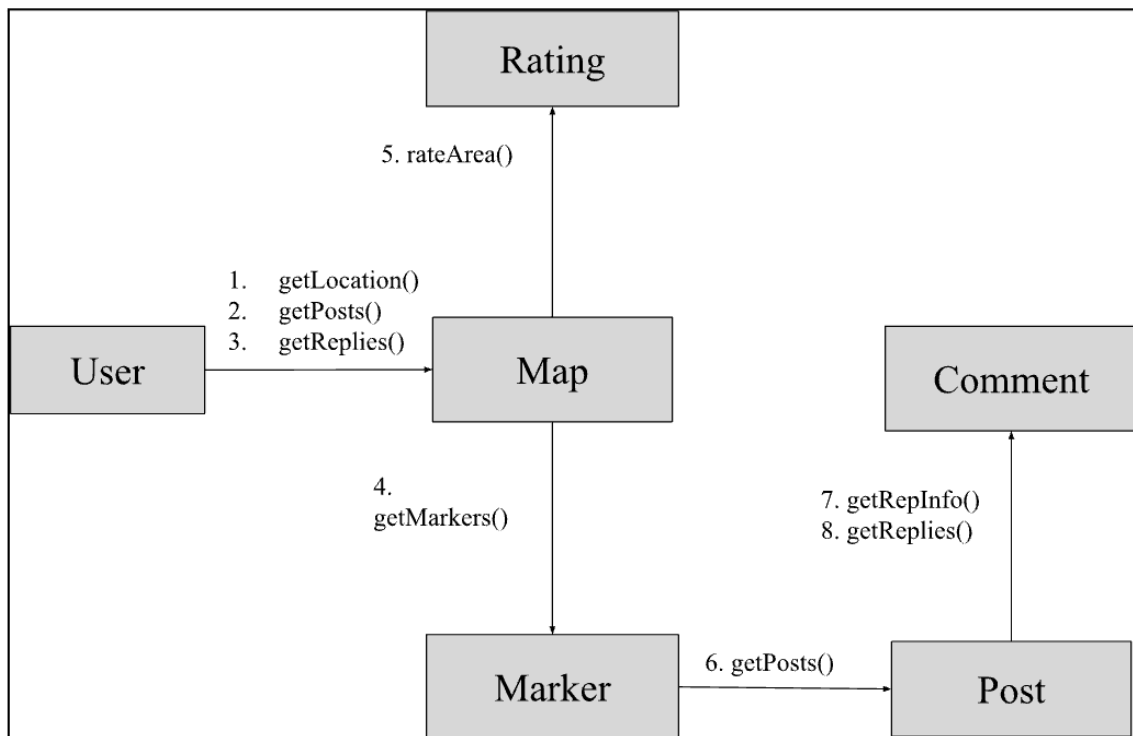 Rating
5. rateArea()
1. getLocation()
2. getPosts()
3. getReplies()
User
Map
Comment
4.
getMarkers()
7. getRepInfo()
8. getReplies()
Marker
6. getPosts()
Post